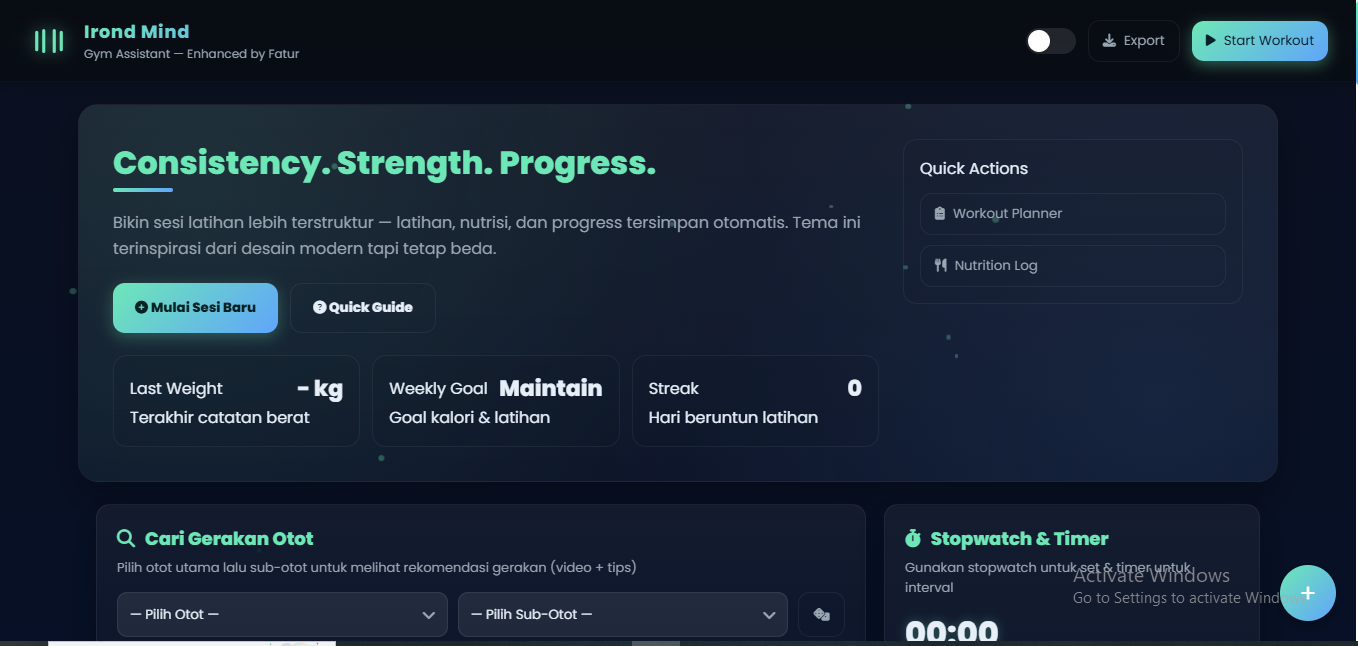 Irond Mind
Gym Assistant — Enhanced by Fatur
Export
Start Workout
Consistency. Strength. Progress.
Bikin sesi latihan lebih terstruktur — latihan, nutrisi, dan progress tersimpan otomatis. Tema ini
terinspirasi dari desain modern tapi tetap beda.
Mulai Sesi Baru
Quick Guide
Last Weight – kg
Terakhir catatan berat
Weekly Goal Maintain
Goal kalori & latihan
Streak 0
Hari beruntun latihan
Quick Actions
Workout Planner
Nutrition Log
Cari Gerakan Otot
Pilih otot utama lalu sub-otot untuk melihat rekomendasi gerakan (video + tips)
— Pilih Otot —
— Pilih Sub-Otot —
Stopwatch & Timer
Gunakan stopwatch untuk set & timer untuk
interval
00:00
Activate Windows
Go to Settings to activate Windows.
+